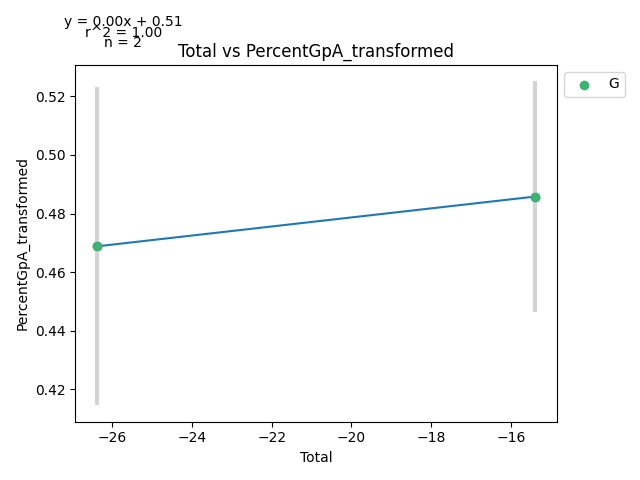 y = 0.00x + 0.51
r^2 = 1.00
n = 2
Total vs PercentGpA_transformed
G
PercentGpA_transformed
0.52
0.50
0.48
0.46
0.44
0.42
−26
−24
−22
−20
−18
−16
Total